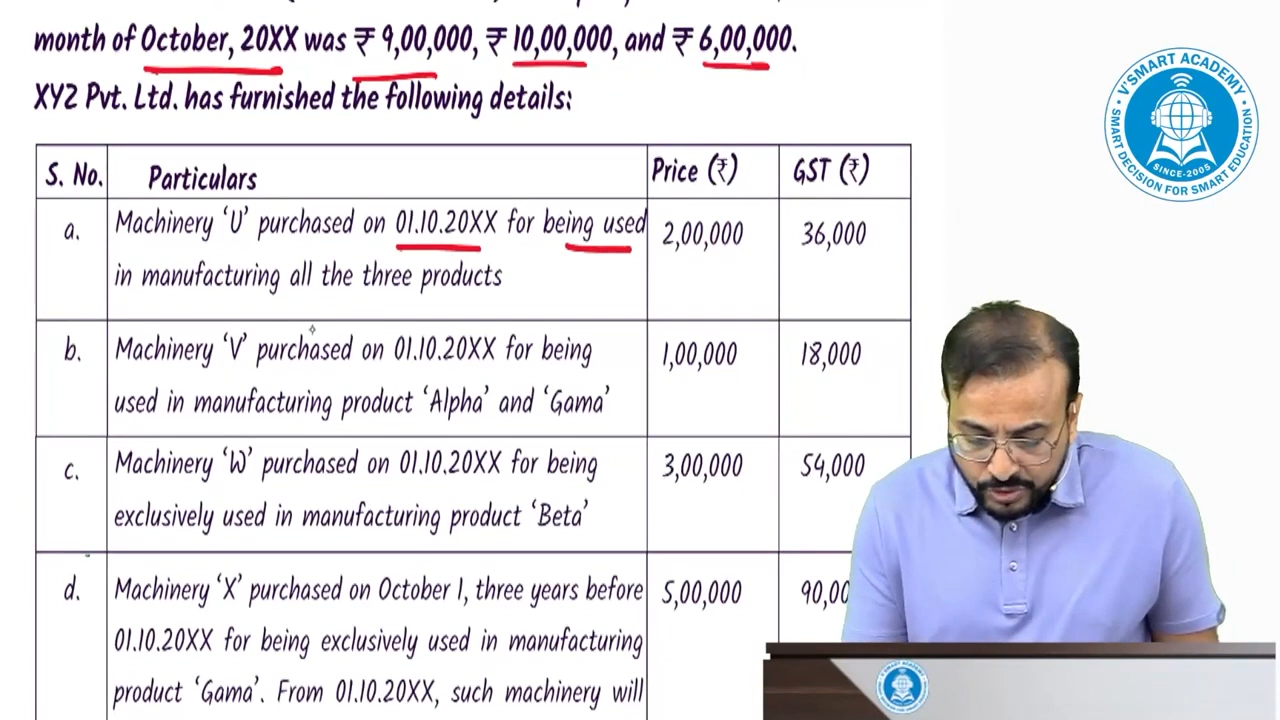 month of October, 20XX was ₹ 9,00,000, ₹ 10,00,000, and ₹ 6,00,000.
XYZ Pvt. Ltd. has furnished the following details:
S. No. Particulars Price (₹) GST (₹)
a. Machinery ‘U’ purchased on 01.10.20XX for being used 2,00,000 36,000
in manufacturing all the three products
b. Machinery ‘V’ purchased on 01.10.20XX for being 1,00,000 18,000
used in manufacturing product ‘Alpha’ and ‘Gama’
c. Machinery ‘W’ purchased on 01.10.20XX for being 3,00,000 54,000
exclusively used in manufacturing product ‘Beta’
d. Machinery ‘X’ purchased on October 1, three years before 5,00,000 90,00
01.10.20XX for being exclusively used in manufacturing
product ‘Gama’. From 01.10.20XX, such machinery will
V'SMART ACADEMY
SINCE-2005
SMART DECISION FOR SMART EDUCATION